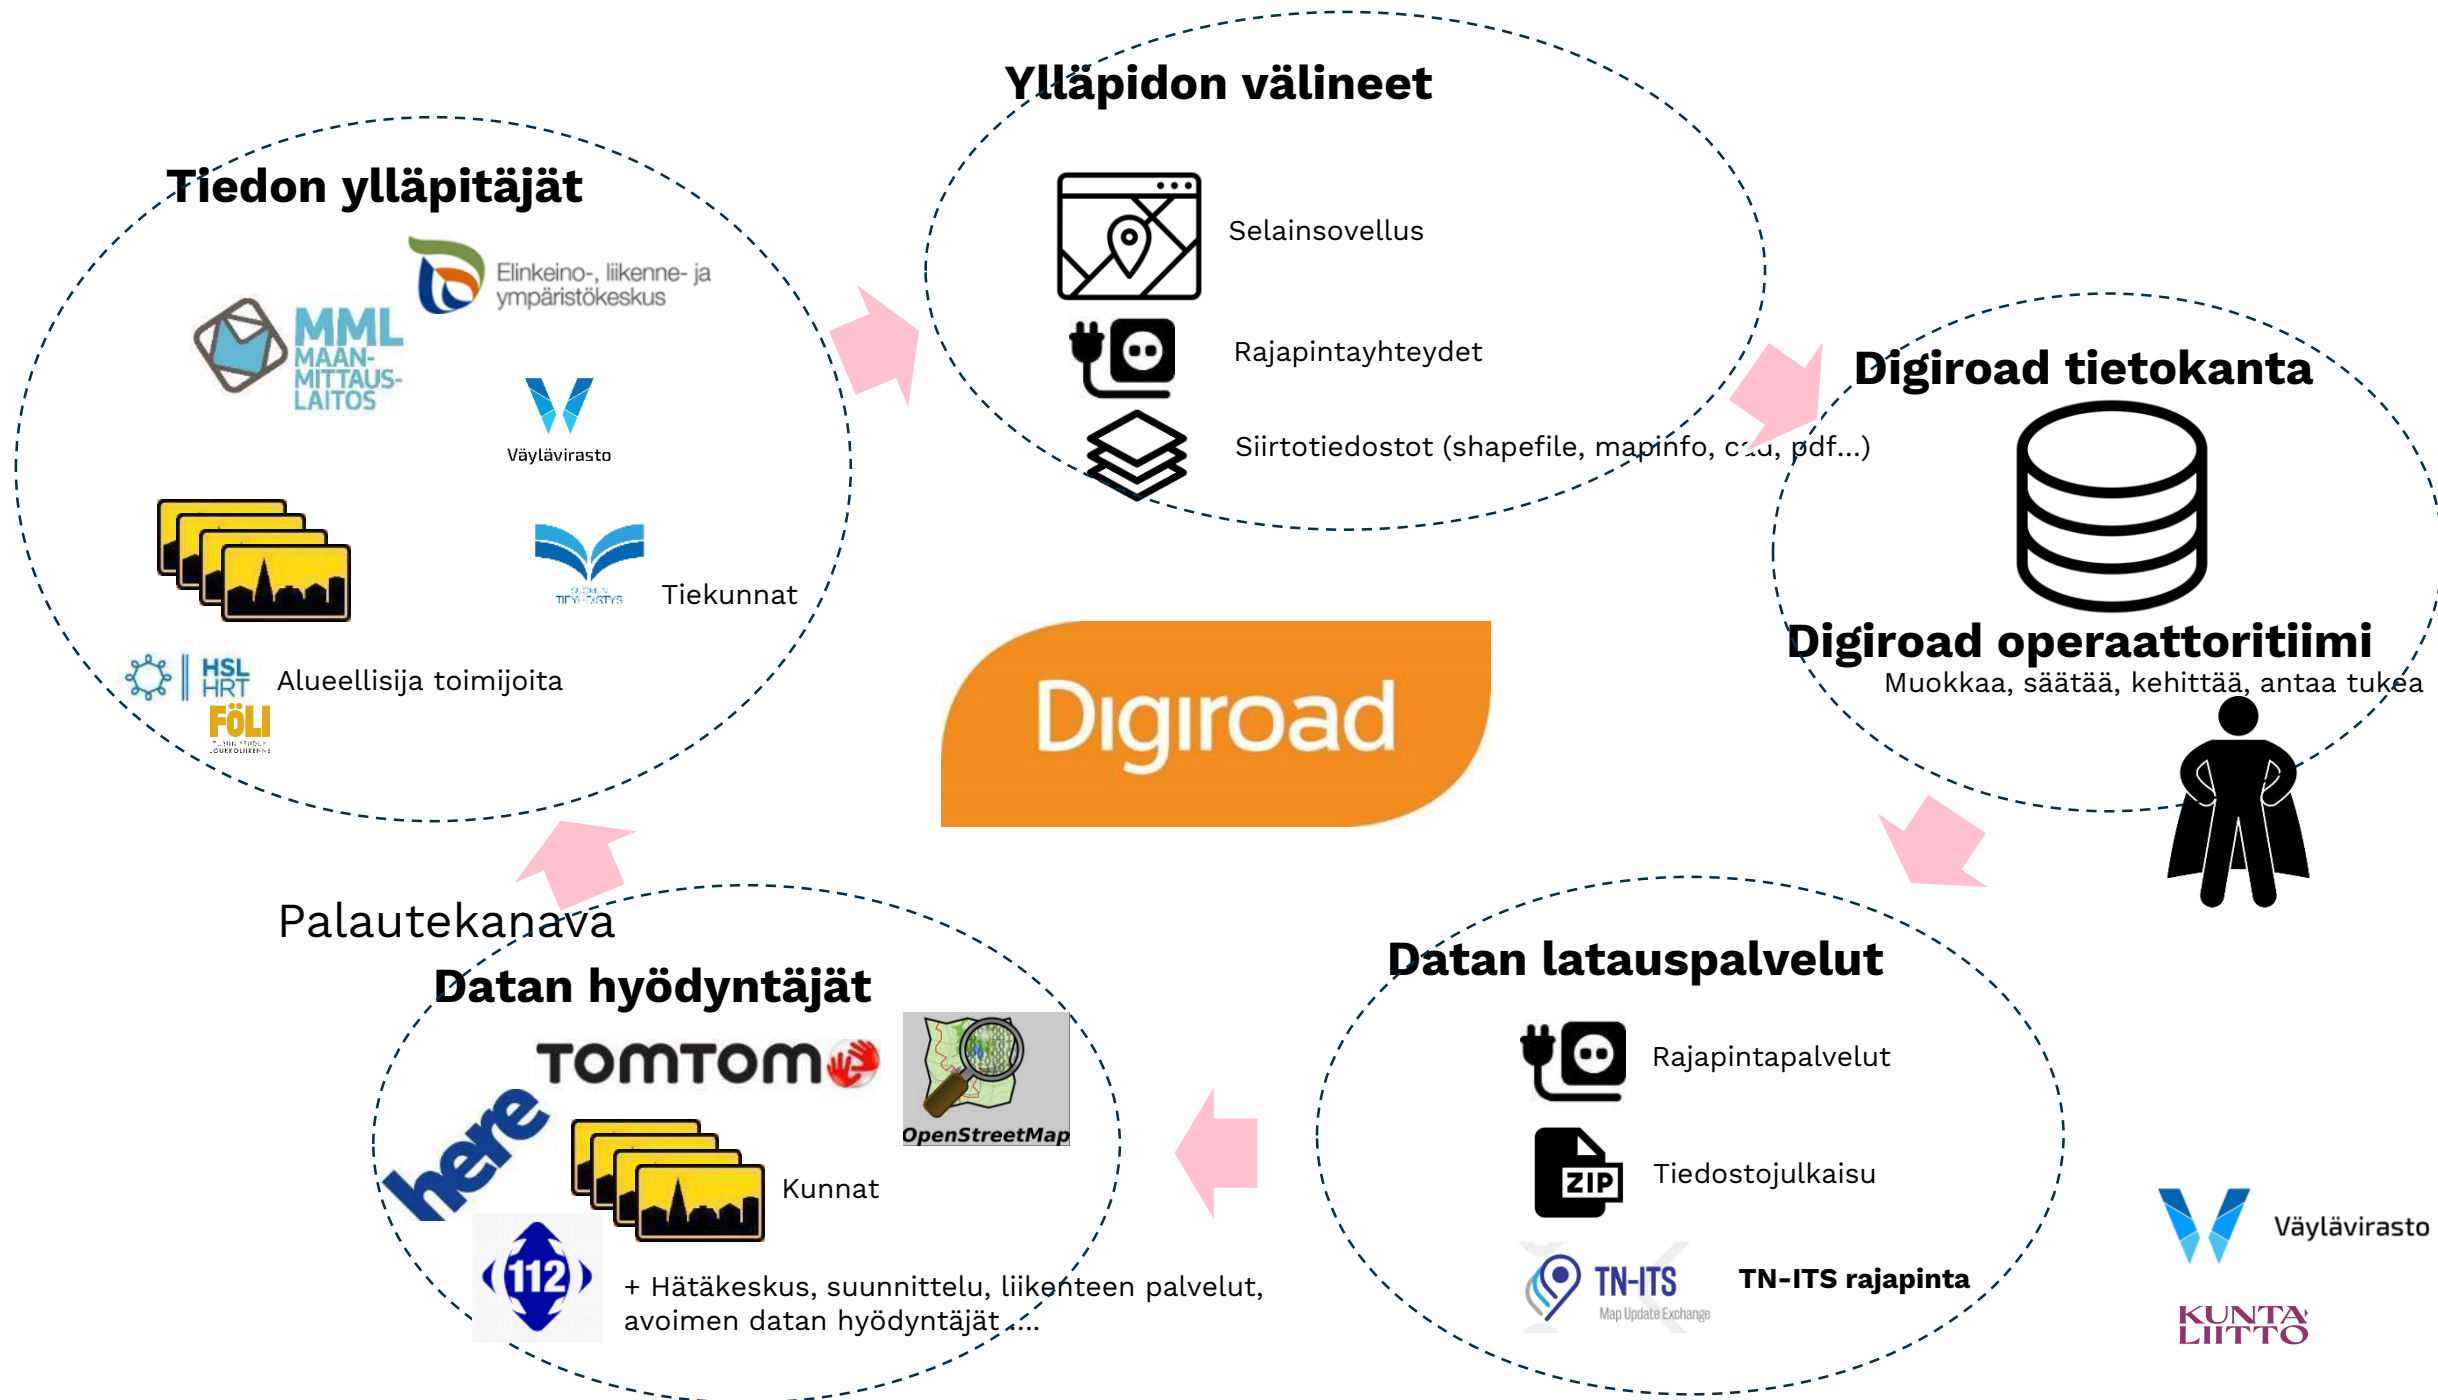 Ylläpidon välineet
Selainsovellus
Rajapintayhteydet
Siirtotiedostot (shapefile, mapinfo, cad, pdf...)
Tiedon ylläpitäjät
Elinkeino-, liikenne- ja
ympäristökeskus
MML
MAAN-
MITTAUS-
LAITOS
Väylävirasto
SUOMEN
TIEYHDISTYS
Tiekunnat
HSL
HRT
Alueellisija toimijoita
FÖLI
Digiroad tietokanta
Digiroad operaattoritiimi
Muokkaa, säätää, kehittää, antaa tukea
Digiroad
Palautekanava
Datan hyödyntäjät
TOMTOM
OpenStreetMap
here
Kunnat
112
+ Hätäkeskus, suunnittelu, liikenteen palvelut,
avoimen datan hyödyntäjät ....
Datan latauspalvelut
Rajapintapalvelut
ZIP
Tiedostojulkaisu
TN-ITS
Map Update Exchange
TN-ITS rajapinta
Väylävirasto
KUNTA
LIITTO